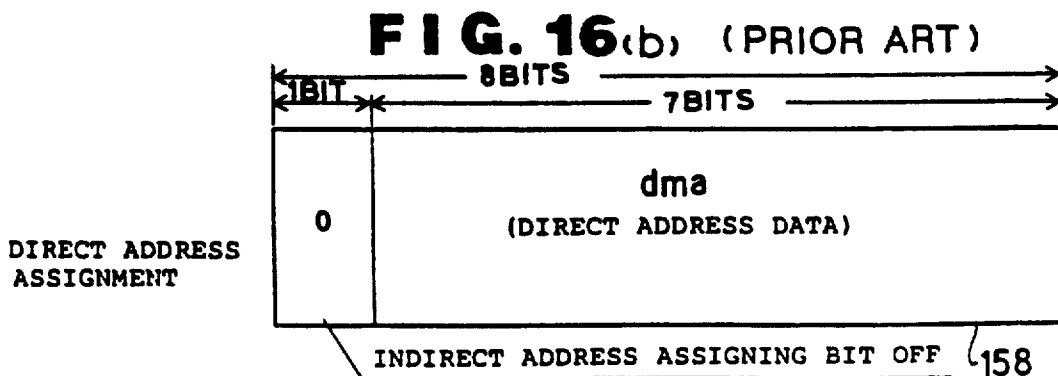 FIG. 16(b) (PRIOR ART)
8BITS
1BIT
7BITS
dma
0
(DIRECT ADDRESS DATA)
DIRECT ADDRESS
ASSIGNMENT
INDIRECT ADDRESS ASSIGNING BIT OFF
158